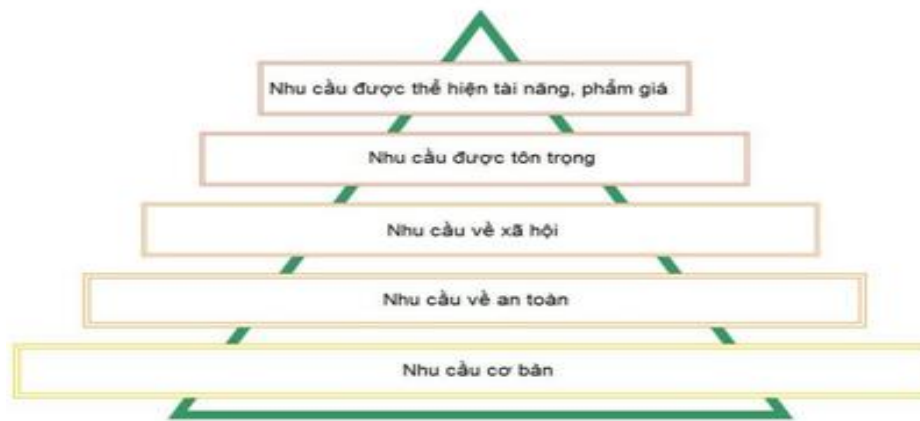 Nhu cầu được thể hiện tài năng, phẩm giá
Nhu cầu được tôn trọng
Nhu cầu về xã hội
Nhu cầu về an toàn
Nhu cầu cơ bản